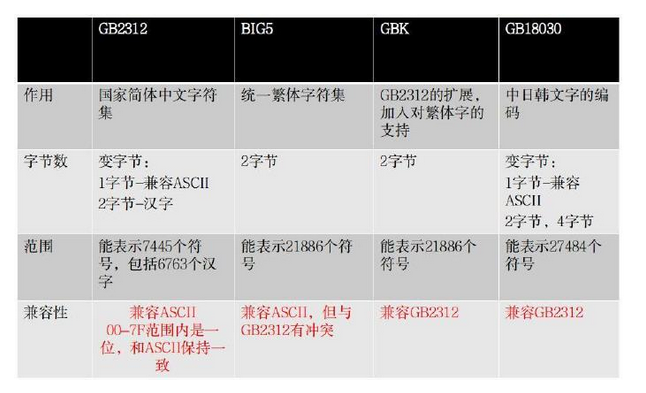 GB2312
BIG5
GBK
GB18030
作用
国家简体中文字符
集
统一繁体字符集
GB2312的扩展，
加入对繁体字的
支持
中日韩文字的编
码
字节数
变字节：
1字节-兼容ASCII
2字节-汉字
2字节
2字节
变字节：
1字节-兼容
ASCII
2字节，4字节
范围
能表示7445个符
号，包括6763个汉
字
能表示21886个符
号
能表示21886个
符号
能表示27484个
符号
兼容性
兼容ASCII
00-7F范围内是一
位，和ASCII保持一
致
兼容ASCII，但与
GB2312有冲突
兼容GB2312
兼容GB2312